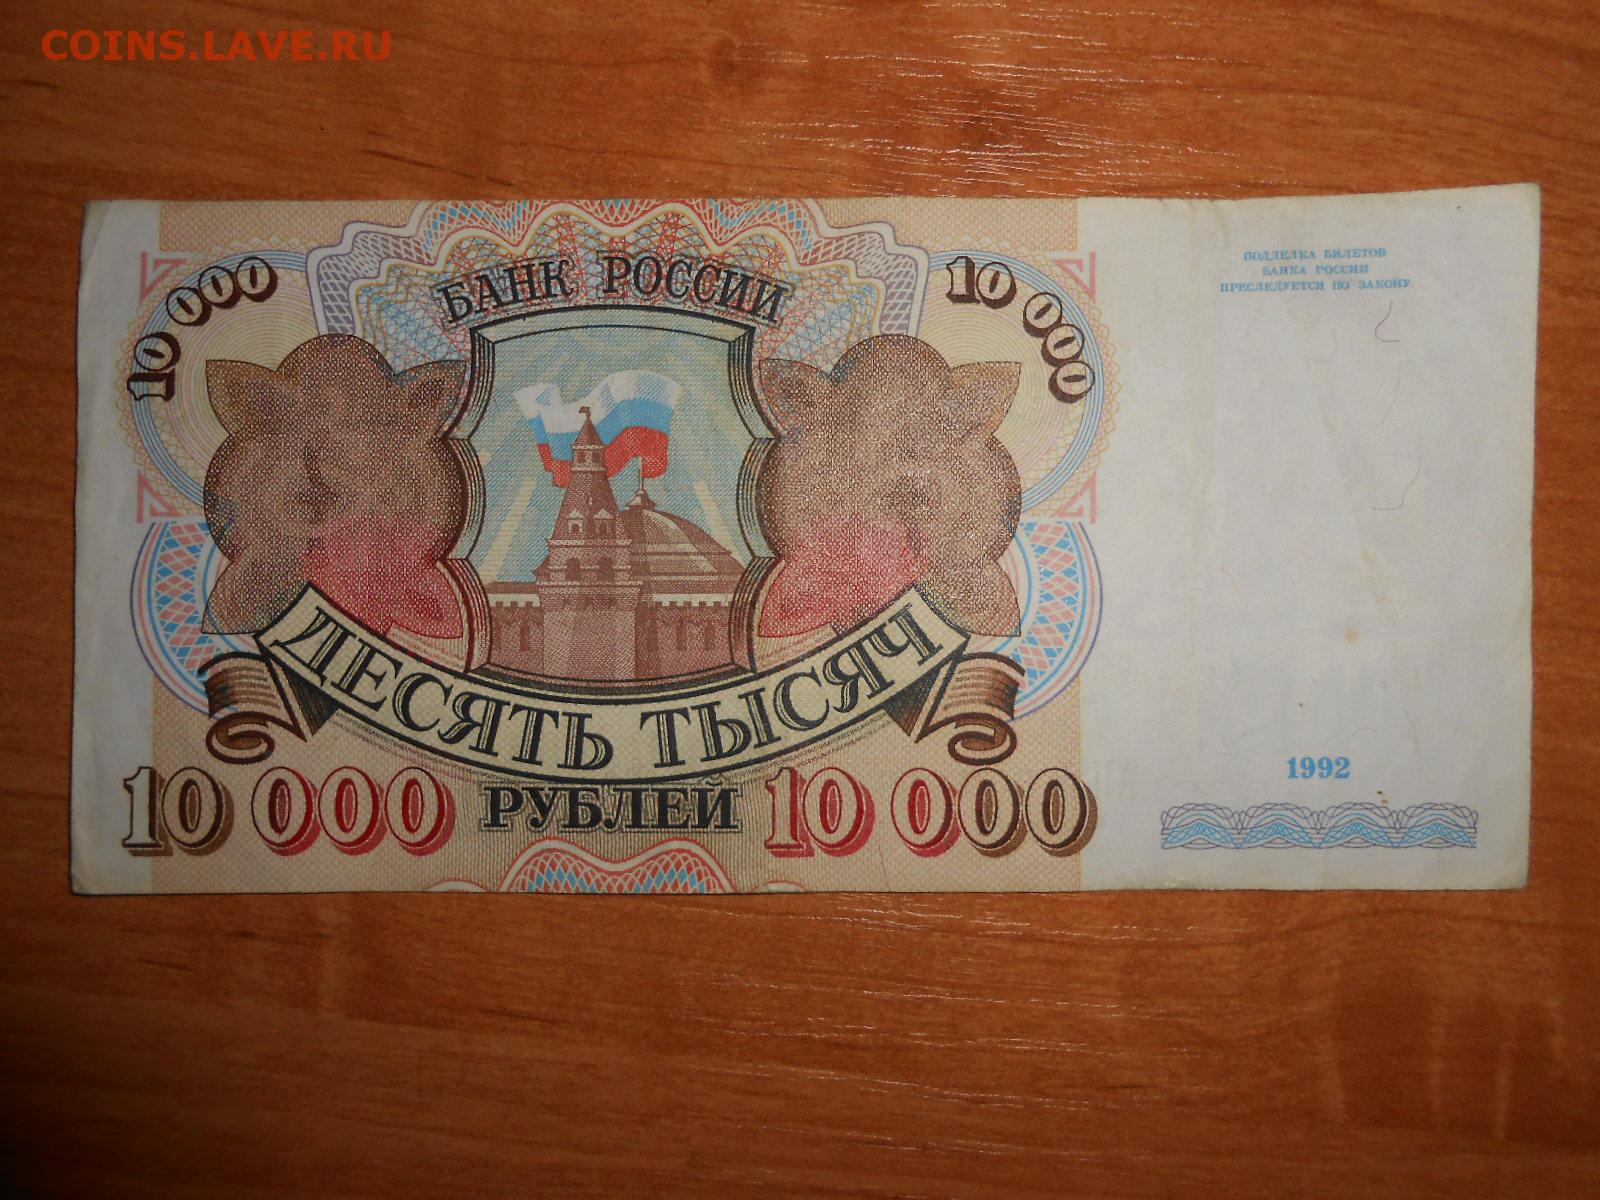 COINS.LAVE.RU
БАНК РОССИИ
10 000
10 000
ПОДДЕЛКА БИЛЕТОВ
БАНКА РОССИИ
ПРЕСЛЕДУЕТСЯ ПО ЗАКОНУ
ДЕСЯТЬ ТЫСЯЧ
1992
10 000 РУБЛЕЙ 10 000